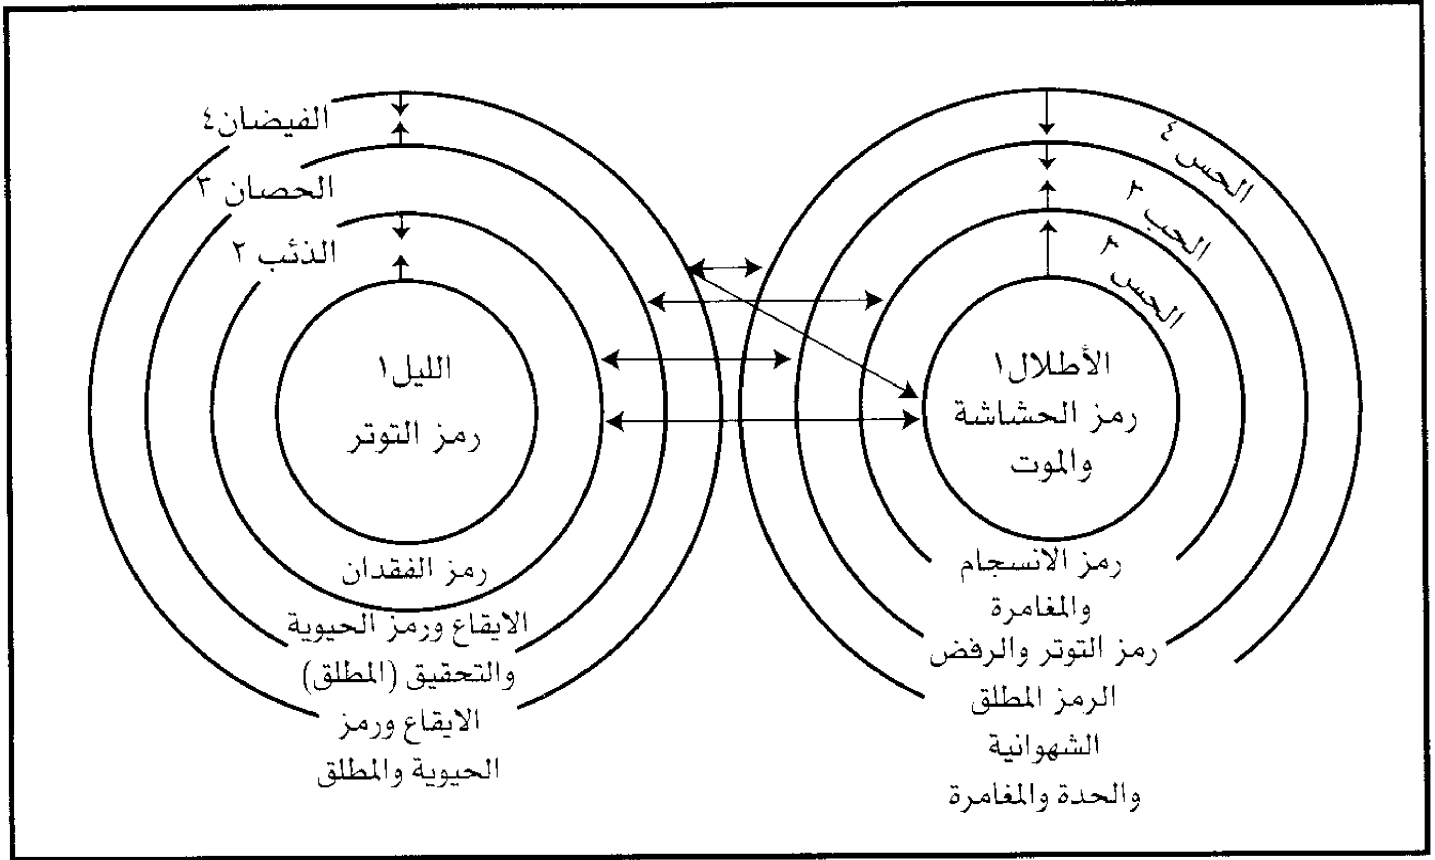 الحس ٤
الحب ٣
الحس ٢
الأطلال١
رمز الحشاشة
والموت
رمز الانسجام
والمغامرة
رمز التوتر والرفض
الرمز المطلق
الشهوانية
والحدة والمغامرة
الفيضان٤
الحصان ٣
الذئب ٢
الليل١
رمز التوتر
رمز الفقدان
الايقاع ورمز الحيوية
والتحقيق (المطلق)
الايقاع ورمز
الحيوية والمطلق